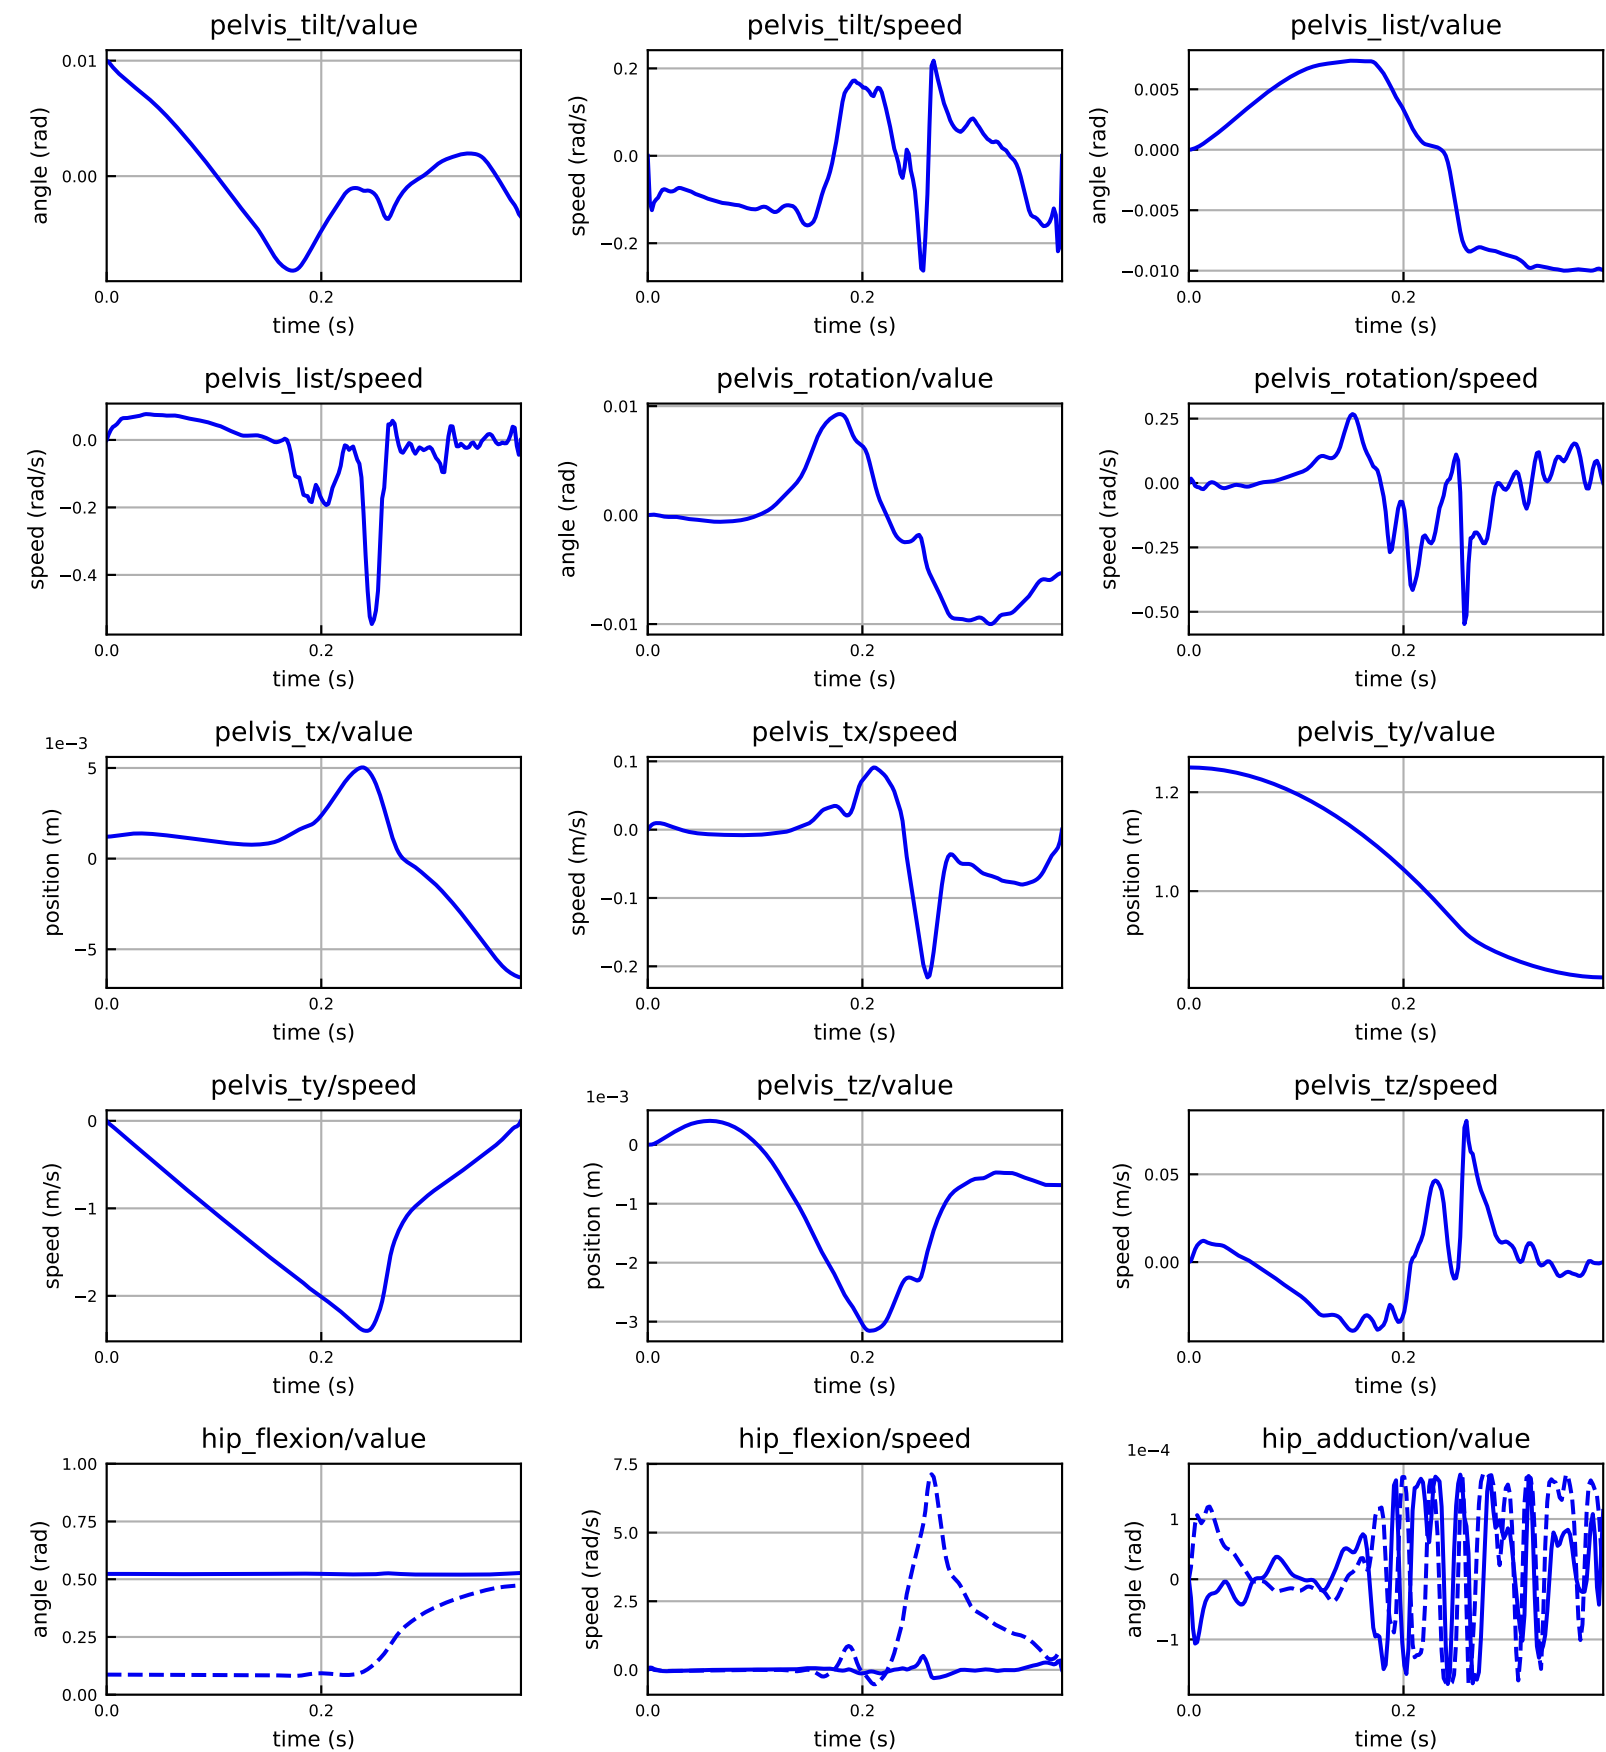 pelvis_tilt/value
angle (rad)
0.01
0.00
0.0
0.2
time (s)
pelvis_tilt/speed
speed (rad/s)
0.2
0.0
−0.2
0.0
0.2
time (s)
pelvis_list/value
angle (rad)
0.005
0.000
−0.005
−0.010
0.0
0.2
time (s)
pelvis_list/speed
speed (rad/s)
0.0
−0.2
−0.4
0.0
0.2
time (s)
pelvis_rotation/value
angle (rad)
0.01
0.00
−0.01
0.0
0.2
time (s)
pelvis_rotation/speed
speed (rad/s)
0.25
0.00
−0.25
−0.50
0.0
0.2
time (s)
pelvis_tx/value
1e−3
position (m)
5
0
−5
0.0
0.2
time (s)
pelvis_tx/speed
speed (m/s)
0.1
0.0
−0.1
−0.2
0.0
0.2
time (s)
pelvis_ty/value
position (m)
1.2
1.0
0.0
0.2
time (s)
pelvis_ty/speed
speed (m/s)
0
−1
−2
0.0
0.2
time (s)
pelvis_tz/value
1e−3
position (m)
0
−1
−2
−3
0.0
0.2
time (s)
pelvis_tz/speed
speed (m/s)
0.05
0.00
0.0
0.2
time (s)
hip_flexion/value
angle (rad)
1.00
0.75
0.50
0.25
0.00
0.0
0.2
time (s)
hip_flexion/speed
speed (rad/s)
7.5
5.0
2.5
0.0
0.0
0.2
time (s)
hip_adduction/value
1e−4
angle (rad)
1
0
−1
0.0
0.2
time (s)